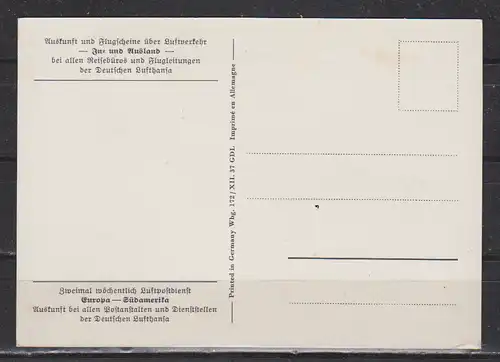 Auskunft und Flugscheine über Luftverkehr
— In- und Ausland —
bei allen Reisebüros und Flugleitungen
der Deutschen Lufthansa
Zweimal wöchentlich Luftpostdienst
Europa — Südamerika
Auskunft bei allen Postanstalten und Dienststellen
der Deutschen Lufthansa
Printed in Germany Wbg. 172/XII. 37 GDL Imprimé en Allemagne